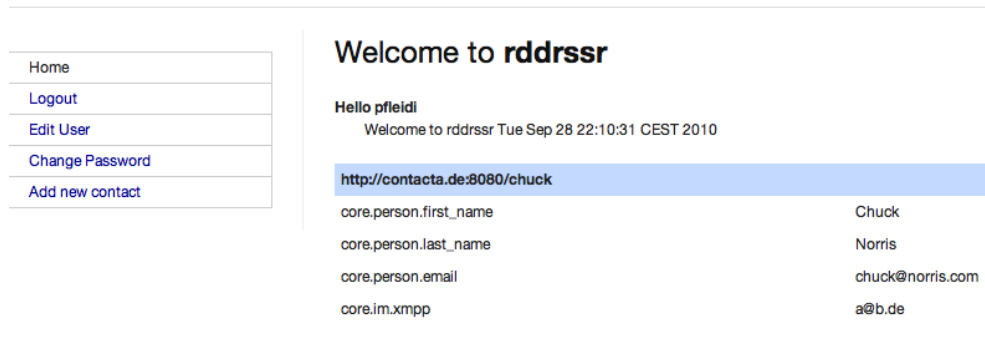 Home
Logout
Edit User
Change Password
Add new contact
Welcome to rddrssr
Hello pfleidi
Welcome to rddrssr Tue Sep 28 22:10:31 CEST 2010
http://contacta.de:8080/chuck
core.person.first_name Chuck
core.person.last_name Norris
core.person.email chuck@norris.com
core.im.xmpp a@b.de